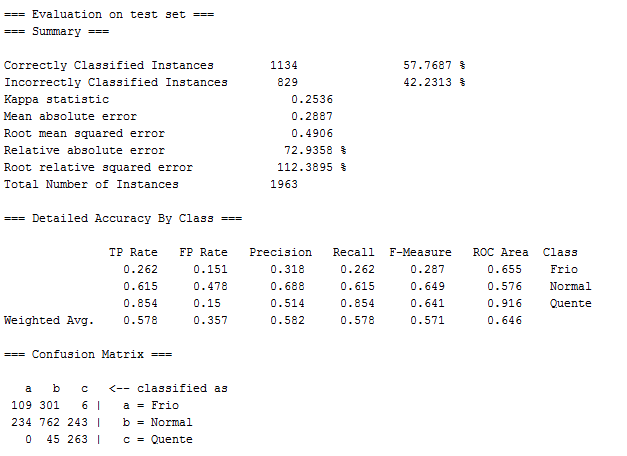 === Evaluation on test set ===
=== Summary ===
Correctly Classified Instances 1134 57.7687 %
Incorrectly Classified Instances 829 42.2313 %
Kappa statistic 0.2536
Mean absolute error 0.2887
Root mean squared error 0.4906
Relative absolute error 72.9358 %
Root relative squared error 112.3895 %
Total Number of Instances 1963
=== Detailed Accuracy By Class ===
TP Rate FP Rate Precision Recall F-Measure ROC Area Class
0.262 0.151 0.318 0.262 0.287 0.655 Frio
0.615 0.478 0.688 0.615 0.649 0.576 Normal
0.854 0.15 0.514 0.854 0.641 0.916 Quente
Weighted Avg. 0.578 0.357 0.582 0.578 0.571 0.646
=== Confusion Matrix ===
a b c <-- classified as
109 301 6 | a = Frio
234 762 243 | b = Normal
0 45 263 | c = Quente